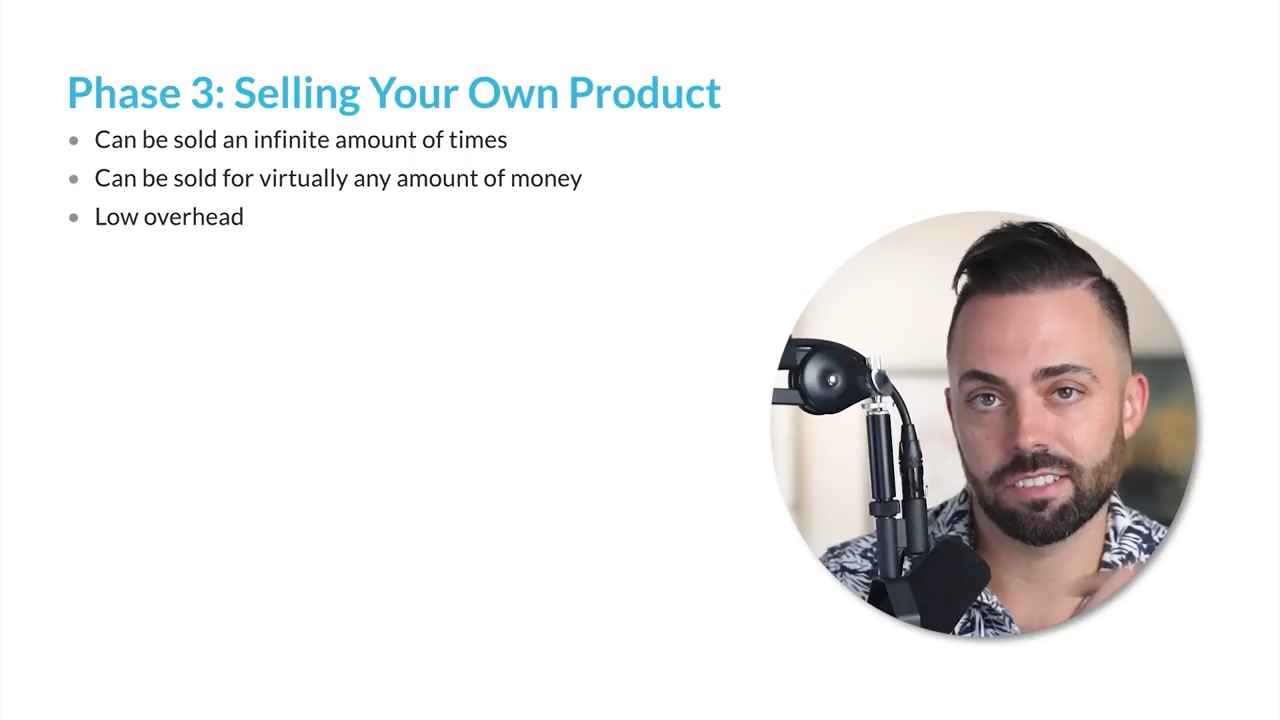 Phase 3: Selling Your Own Product
• Can be sold an infinite amount of times
• Can be sold for virtually any amount of money
• Low overhead